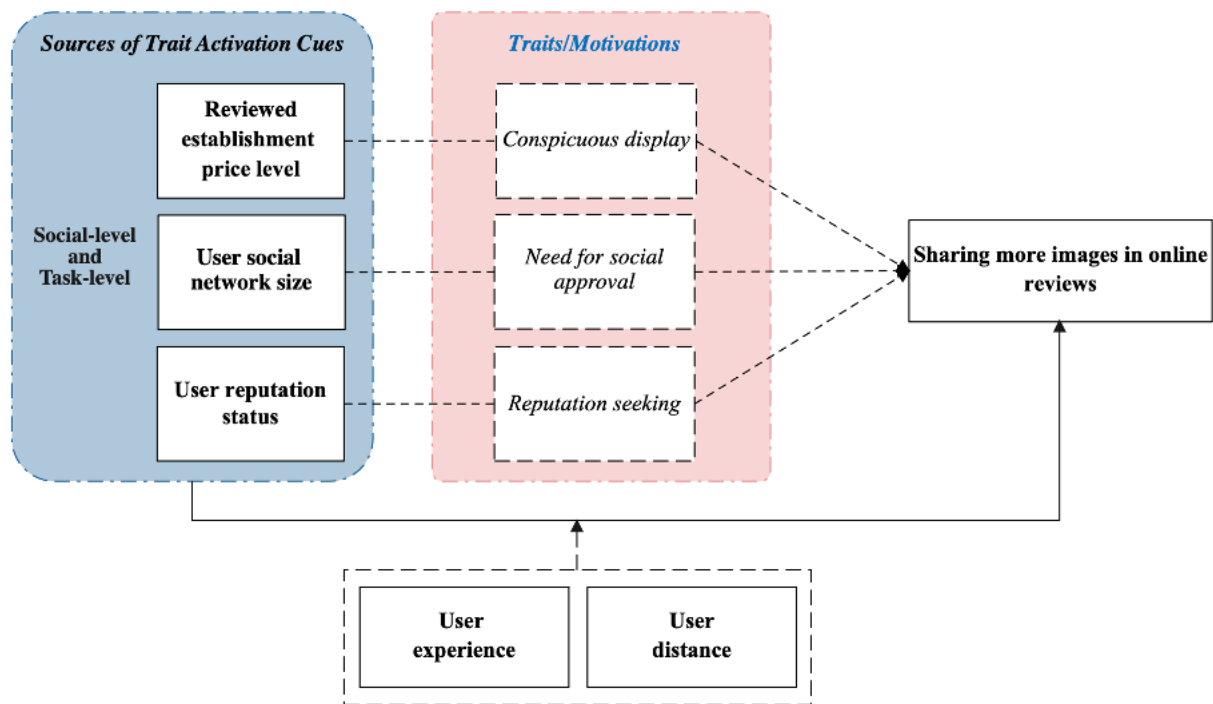 Sources of Trait Activation Cues
Social-level
and
Task-level
Reviewed
establishment
price level
User social
network size
User reputation
status
Traits/Motivations
Conspicuous display
Need for social
approval
Reputation seeking
Sharing more images in online
reviews
User
experience
User
distance